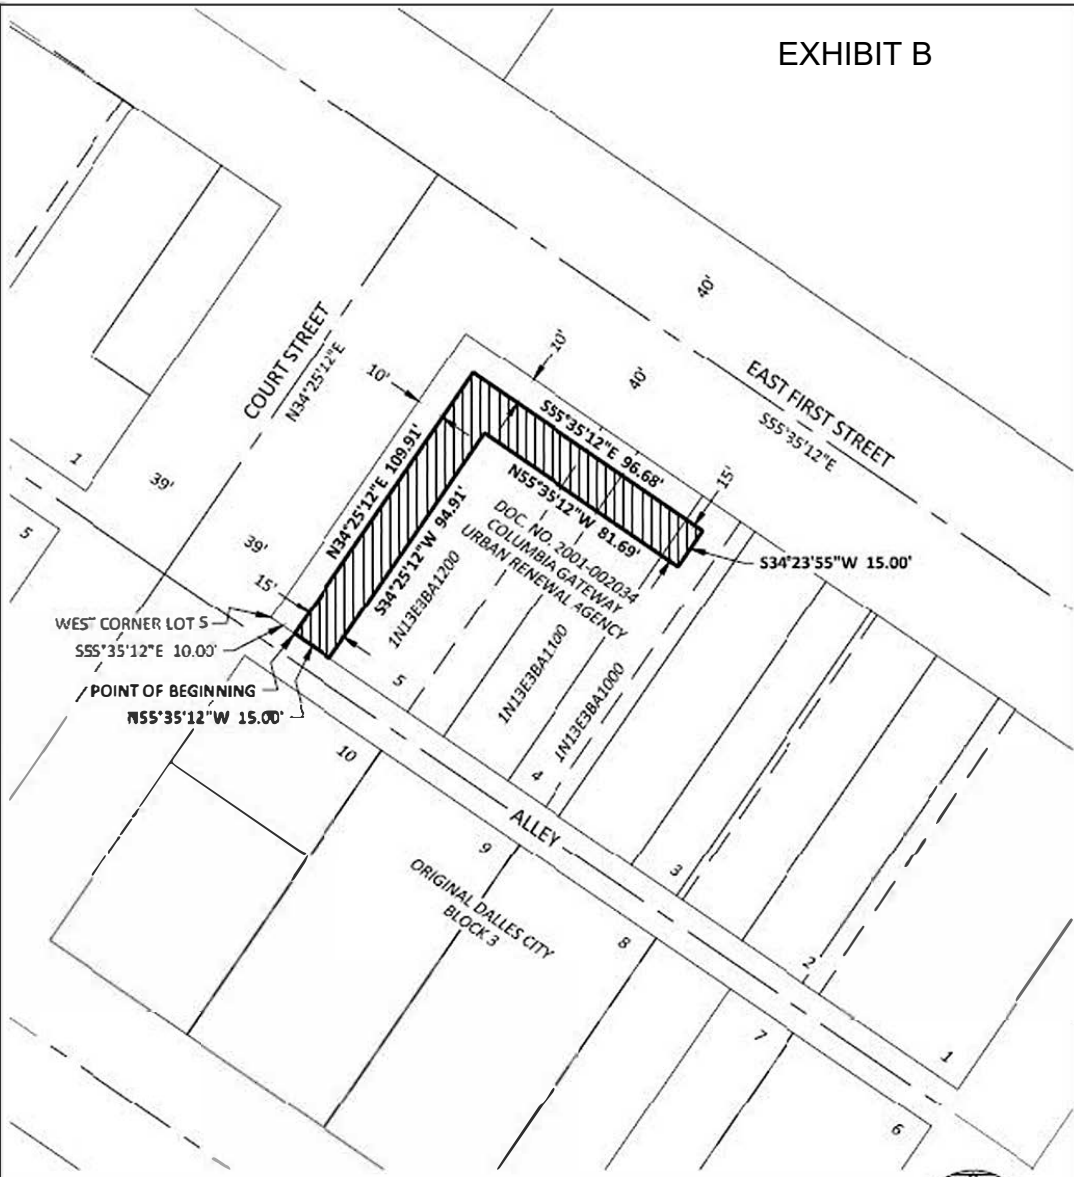 EXHIBIT B
40'
COURT STREET
N34°25'12"E
10'
10'
40'
EAST FIRST STREET
S55°35'12"E
1
39'
5
39'
15'
N34°25'12"E 109.91'
S34°25'12"W 94.91'
S55°35'12"E 96.68'
N55°35'12"W 81.69'
15'
S34°23'55"W 15.00'
DOC. NO. 2001-002034
COLUMBIA GATEWAY
URBAN RENEWAL AGENCY
1N13E3BA1200
1N13E3BA1100
1N13E3BA1000
WEST CORNER LOT 5
S55°35'12"E 10.00'
POINT OF BEGINNING
N55°35'12"W 15.00'
5
4
3
2
1
ALLEY
10
9
8
7
6
ORIGINAL DALLES CITY
BLOCK 3